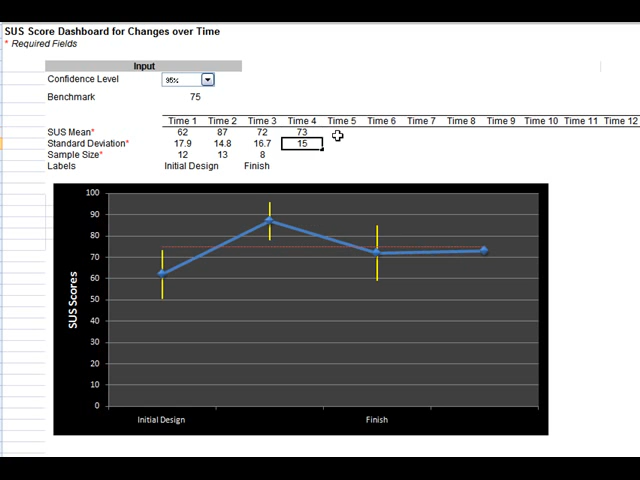 SUS Score Dashboard for Changes over Time
* Required Fields
Input
Confidence Level 95%
Benchmark 75
Time 1 Time 2 Time 3 Time 4 Time 5 Time 6 Time 7 Time 8 Time 9 Time 10 Time 11 Time 12
SUS Mean* 62 87 72 73
Standard Deviation* 17.9 14.8 16.7 15
Sample Size* 12 13 8
Labels Initial Design Finish
100
90
80
70
60
50
40
30
20
10
0
SUS Scores
Initial Design Finish